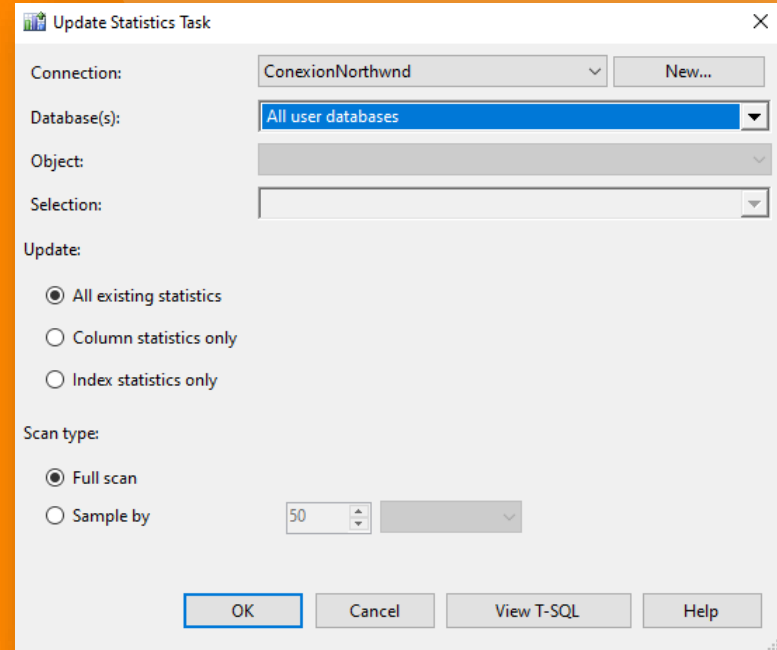 Update Statistics Task
Connection: ConexionNorthwnd New...
Database(s): All user databases
Object:
Selection:
Update:
All existing statistics
Column statistics only
Index statistics only
Scan type:
Full scan
Sample by 50
OK Cancel View T-SQL Help